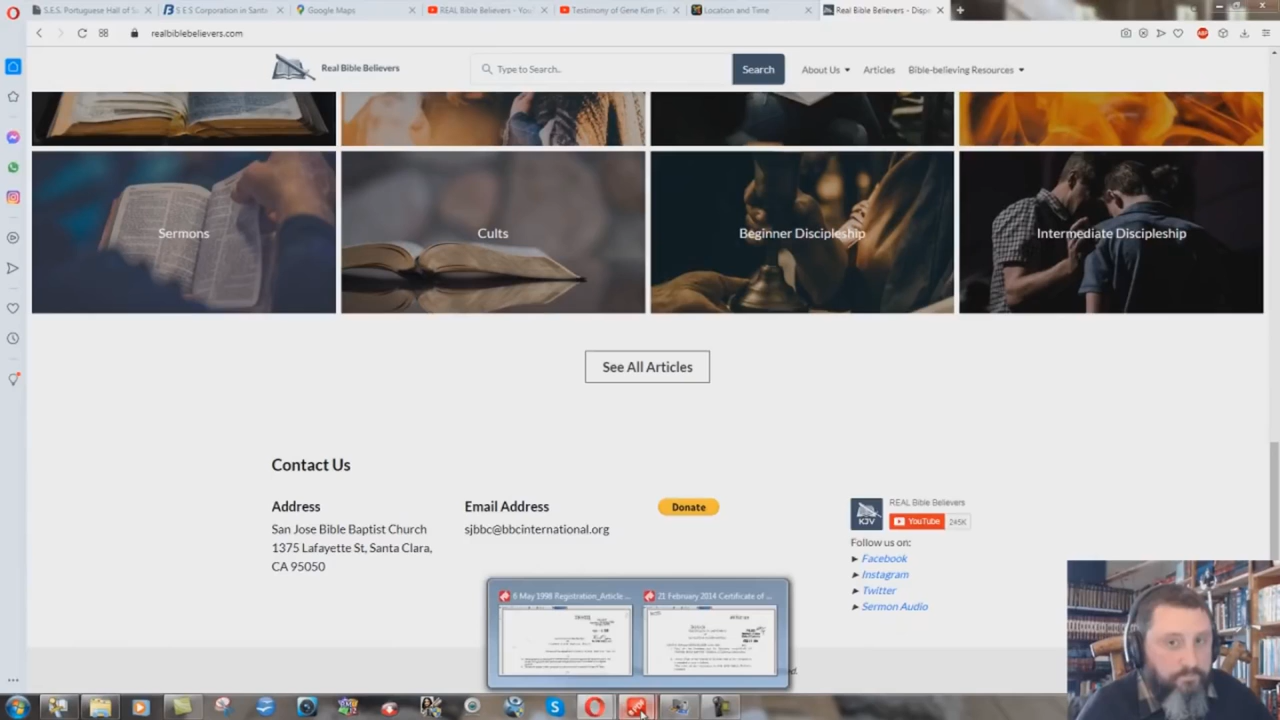 S.E.S. Portuguese Hall of S
S E S Corporation in Santa
Google Maps
REAL Bible Believers - You
Testimony of Gene Kim (Fu
Location and Time
Real Bible Believers - Dispe
realbiblebelievers.com
Real Bible Believers
Type to Search..
Search
About Us
Articles
Bible-believing Resources
Sermons
Cults
Beginner Discipleship
Intermediate Discipleship
See All Articles
Contact Us
Address
San Jose Bible Baptist Church
1375 Lafayette St, Santa Clara,
CA 95050
Email Address
sjbbc@bbcinternational.org
Donate
KJV
REAL Bible Believers
YouTube 245K
Follow us on:
► Facebook
► Instagram
► Twitter
► Sermon Audio
6 May 1998 Registration_Article ...
21 February 2014 Certificate of ...